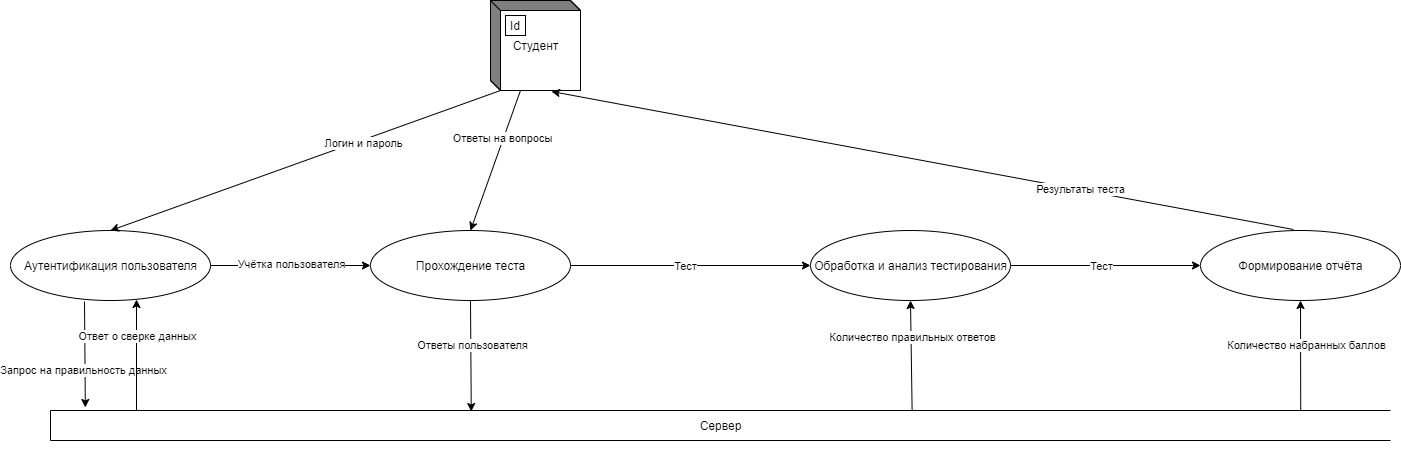 Id
Студент
Логин и пароль
Ответы на вопросы
Результаты теста
Аутентификация пользователя
Учётка пользователя
Прохождение теста
Тест
Обработка и анализ тестирования
Тест
Формирование отчёта
Ответ о сверке данных
Запрос на правильность данных
Ответы пользователя
Количество правильных ответов
Количество набранных баллов
Сервер